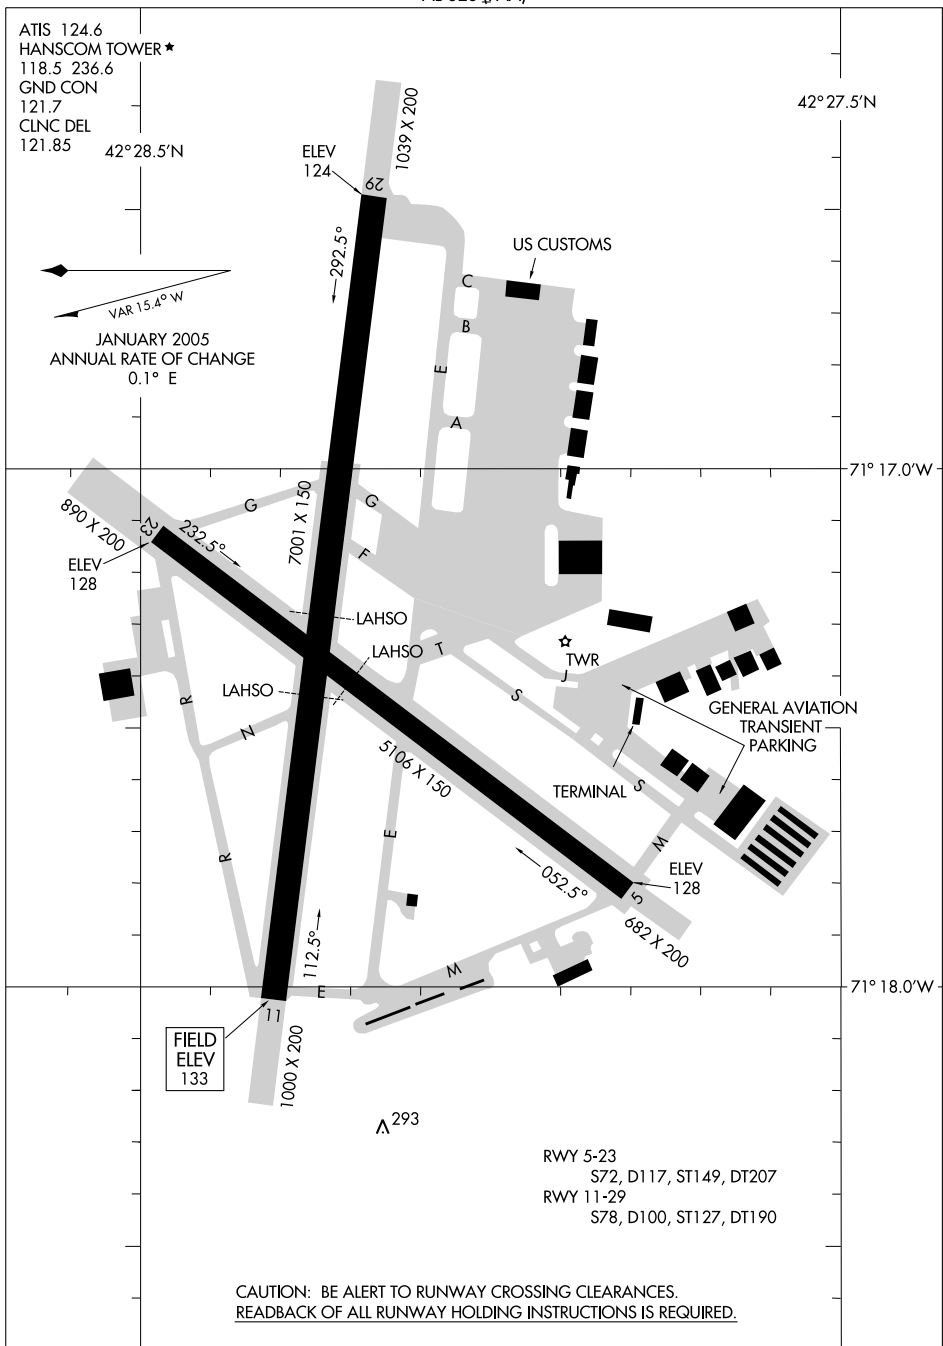 ATIS 124.6
HANSCOM TOWER
118.5 236.6
GND CON
121.7
CLNC DEL
121.85
42°28.5'N
42°27.5'N
1039 X 200
ELEV
124
29
292.5°
US CUSTOMS
VAR 15.4° W
JANUARY 2005
ANNUAL RATE OF CHANGE
0.1° E
C
B
E
A
71° 17.0'W
G
G
F
890 X 200
23
232.5°
7001 X 150
ELEV
128
LAHSO
LAHSO
LAHSO
T
TWR
J
S
R
N
GENERAL AVIATION
TRANSIENT
PARKING
5106 X 150
TERMINAL
S
E
M
R
052.5°
ELEV
128
5
682 X 200
112.5°
M
E
71° 18.0'W
11
FIELD
ELEV
133
1000 X 200
293
RWY 5-23
S72, D117, ST149, DT207
RWY 11-29
S78, D100, ST127, DT190
CAUTION: BE ALERT TO RUNWAY CROSSING CLEARANCES.
READBACK OF ALL RUNWAY HOLDING INSTRUCTIONS IS REQUIRED.